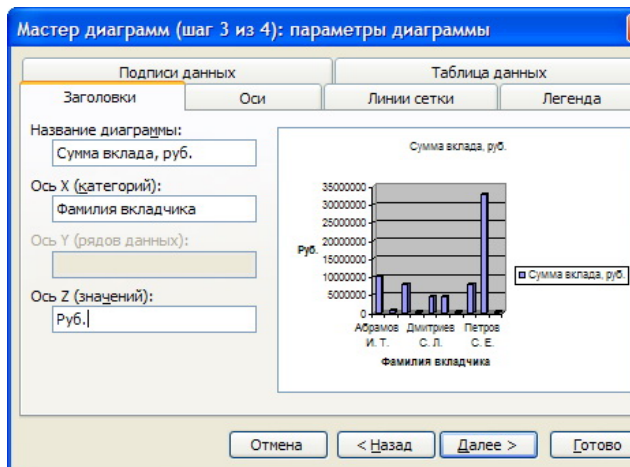 Мастер диаграмм (шаг 3 из 4): параметры диаграммы
Подписи данных
Таблица данных
Заголовки
Оси
Линии сетки
Легенда
Название диаграммы:
Сумма вклада, руб.
Ось X (категорий):
Фамилия вкладчика
Ось Y (рядов данных):
Ось Z (значений):
Руб.
Сумма вклада, руб.
35000000
30000000
25000000
20000000
15000000
10000000
5000000
0
Руб.
Абрамов И. Т.
Дмитриев С. Л.
Петров С. Е.
Фамилия вкладчика
Сумма вклада, руб.
Отмена
< Назад
Далее >
Готово